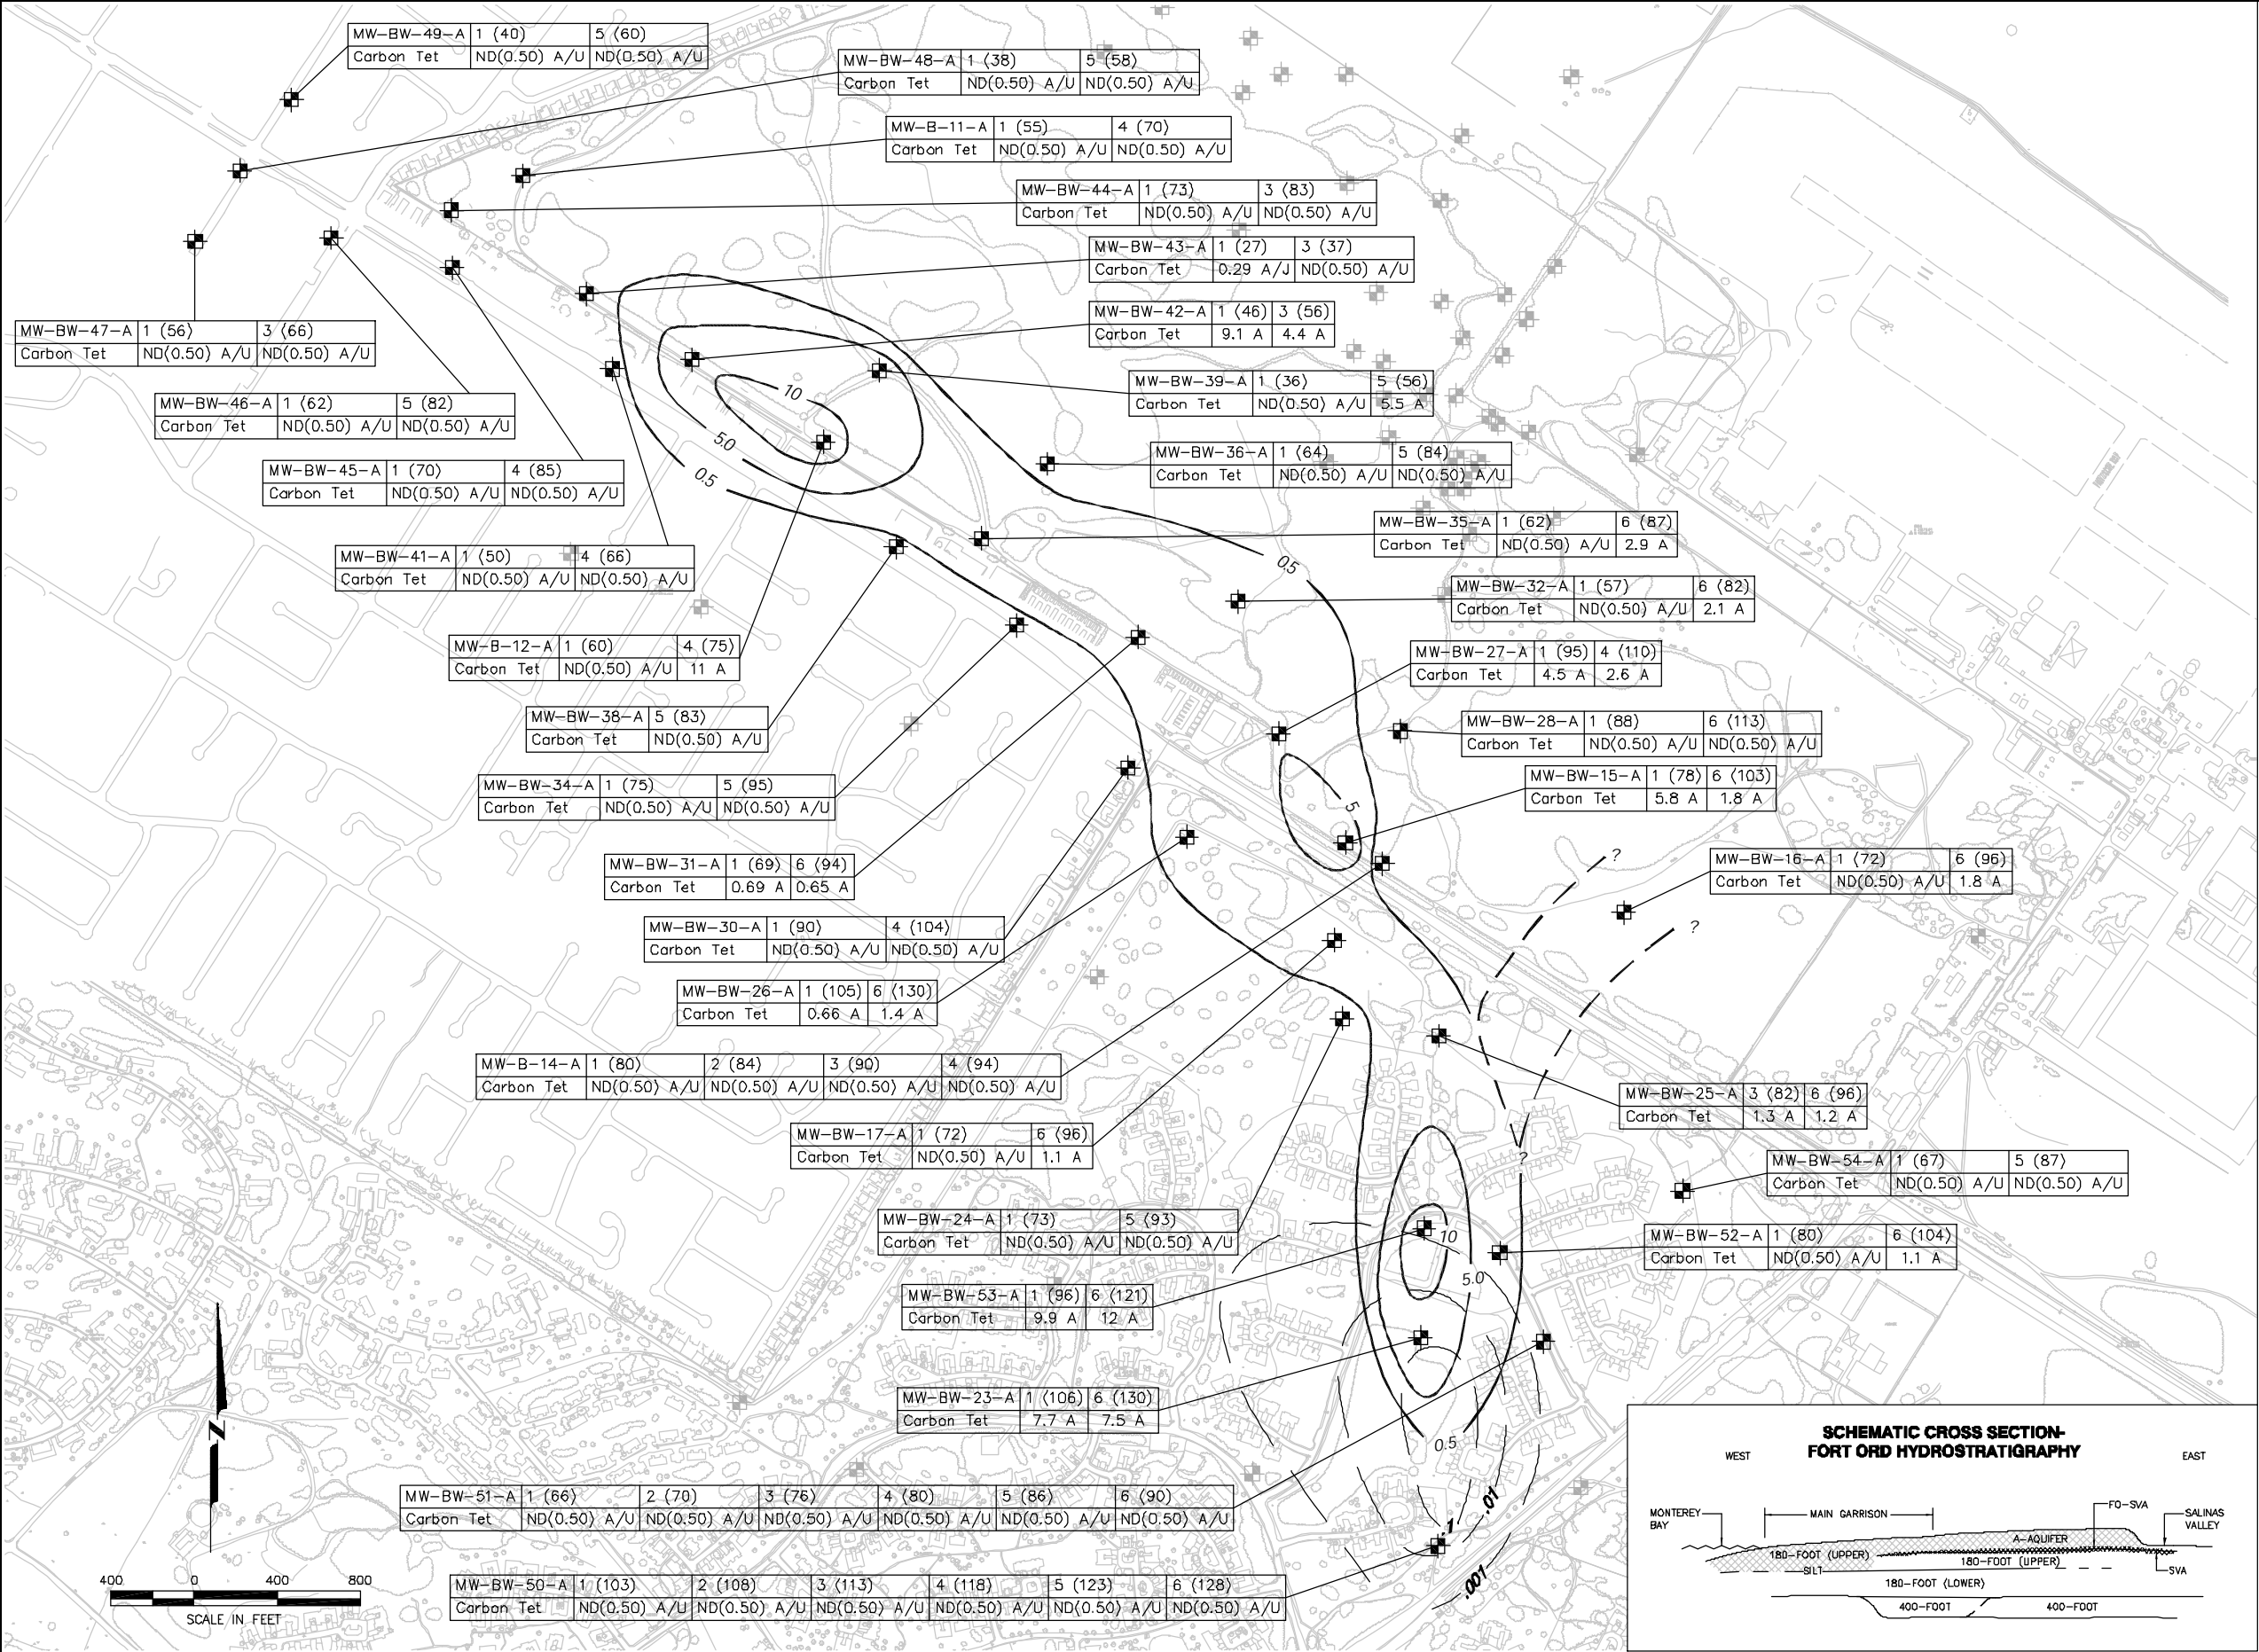 MW-BW-49-A 1 (40) 5 (60)
Carbon Tet ND(0.50) A/U ND(0.50) A/U
MW-BW-48-A 1 (38) 5 (58)
Carbon Tet ND(0.50) A/U ND(0.50) A/U
MW-B-11-A 1 (55) 4 (70)
Carbon Tet ND(0.50) A/U ND(0.50) A/U
MW-BW-44-A 1 (73) 3 (83)
Carbon Tet ND(0.50) A/U ND(0.50) A/U
MW-BW-43-A 1 (27) 3 (37)
Carbon Tet 0.29 A/J ND(0.50) A/U
MW-BW-42-A 1 (46) 3 (56)
Carbon Tet 9.1 A 4.4 A
MW-BW-47-A 1 (56) 3 (66)
Carbon Tet ND(0.50) A/U ND(0.50) A/U
MW-BW-39-A 1 (36) 5 (56)
Carbon Tet ND(0.50) A/U 5.5 A
MW-BW-46-A 1 (62) 5 (82)
Carbon Tet ND(0.50) A/U ND(0.50) A/U
10
5.0
0.5
MW-BW-36-A 1 (64) 5 (84)
Carbon Tet ND(0.50) A/U ND(0.50) A/U
MW-BW-45-A 1 (70) 4 (85)
Carbon Tet ND(0.50) A/U ND(0.50) A/U
MW-BW-35-A 1 (62) 6 (87)
Carbon Tet ND(0.50) A/U 2.9 A
MW-BW-41-A 1 (50) 4 (66)
Carbon Tet ND(0.50) A/U ND(0.50) A/U
0.5
MW-BW-32-A 1 (57) 6 (82)
Carbon Tet ND(0.50) A/U 2.1 A
MW-B-12-A 1 (60) 4 (75)
Carbon Tet ND(0.50) A/U 11 A
MW-BW-27-A 1 (95) 4 (110)
Carbon Tet 4.5 A 2.6 A
MW-BW-38-A 5 (83)
Carbon Tet ND(0.50) A/U
MW-BW-28-A 1 (88) 6 (113)
Carbon Tet ND(0.50) A/U ND(0.50) A/U
MW-BW-34-A 1 (75) 5 (95)
Carbon Tet ND(0.50) A/U ND(0.50) A/U
MW-BW-15-A 1 (78) 6 (103)
Carbon Tet 5.8 A 1.8 A
5
MW-BW-31-A 1 (69) 6 (94)
Carbon Tet 0.69 A 0.65 A
?
MW-BW-16-A 1 (72) 6 (96)
Carbon Tet ND(0.50) A/U 1.8 A
MW-BW-30-A 1 (90) 4 (104)
Carbon Tet ND(0.50) A/U ND(0.50) A/U
?
MW-BW-26-A 1 (105) 6 (130)
Carbon Tet 0.66 A 1.4 A
MW-B-14-A 1 (80) 2 (84) 3 (90) 4 (94)
Carbon Tet ND(0.50) A/U ND(0.50) A/U ND(0.50) A/U ND(0.50) A/U
MW-BW-25-A 3 (82) 6 (96)
Carbon Tet 1.3 A 1.2 A
MW-BW-17-A 1 (72) 6 (96)
Carbon Tet ND(0.50) A/U 1.1 A
?
MW-BW-54-A 1 (67) 5 (87)
Carbon Tet ND(0.50) A/U ND(0.50) A/U
MW-BW-24-A 1 (73) 5 (93)
Carbon Tet ND(0.50) A/U ND(0.50) A/U
10
5.0
MW-BW-52-A 1 (80) 6 (104)
Carbon Tet ND(0.50) A/U 1.1 A
MW-BW-53-A 1 (96) 6 (121)
Carbon Tet 9.9 A 12 A
MW-BW-23-A 1 (106) 6 (130)
Carbon Tet 7.7 A 7.5 A
0.5
MW-BW-51-A 1 (66) 2 (70) 3 (76) 4 (80) 5 (86) 6 (90)
Carbon Tet ND(0.50) A/U ND(0.50) A/U ND(0.50) A/U ND(0.50) A/U ND(0.50) A/U ND(0.50) A/U
.01
.1
.001
MW-BW-50-A 1 (103) 2 (108) 3 (113) 4 (118) 5 (123) 6 (128)
Carbon Tet ND(0.50) A/U ND(0.50) A/U ND(0.50) A/U ND(0.50) A/U ND(0.50) A/U ND(0.50) A/U
N
400 0 400 800
SCALE IN FEET
SCHEMATIC CROSS SECTION-
FORT ORD HYDROSTRATIGRAPHY
WEST EAST
MONTEREY
BAY
MAIN GARRISON
FO-SVA
SALINAS
VALLEY
A-AQUIFER
180-FOOT (UPPER)
180-FOOT (UPPER)
SILT
SVA
180-FOOT (LOWER)
400-FOOT 400-FOOT